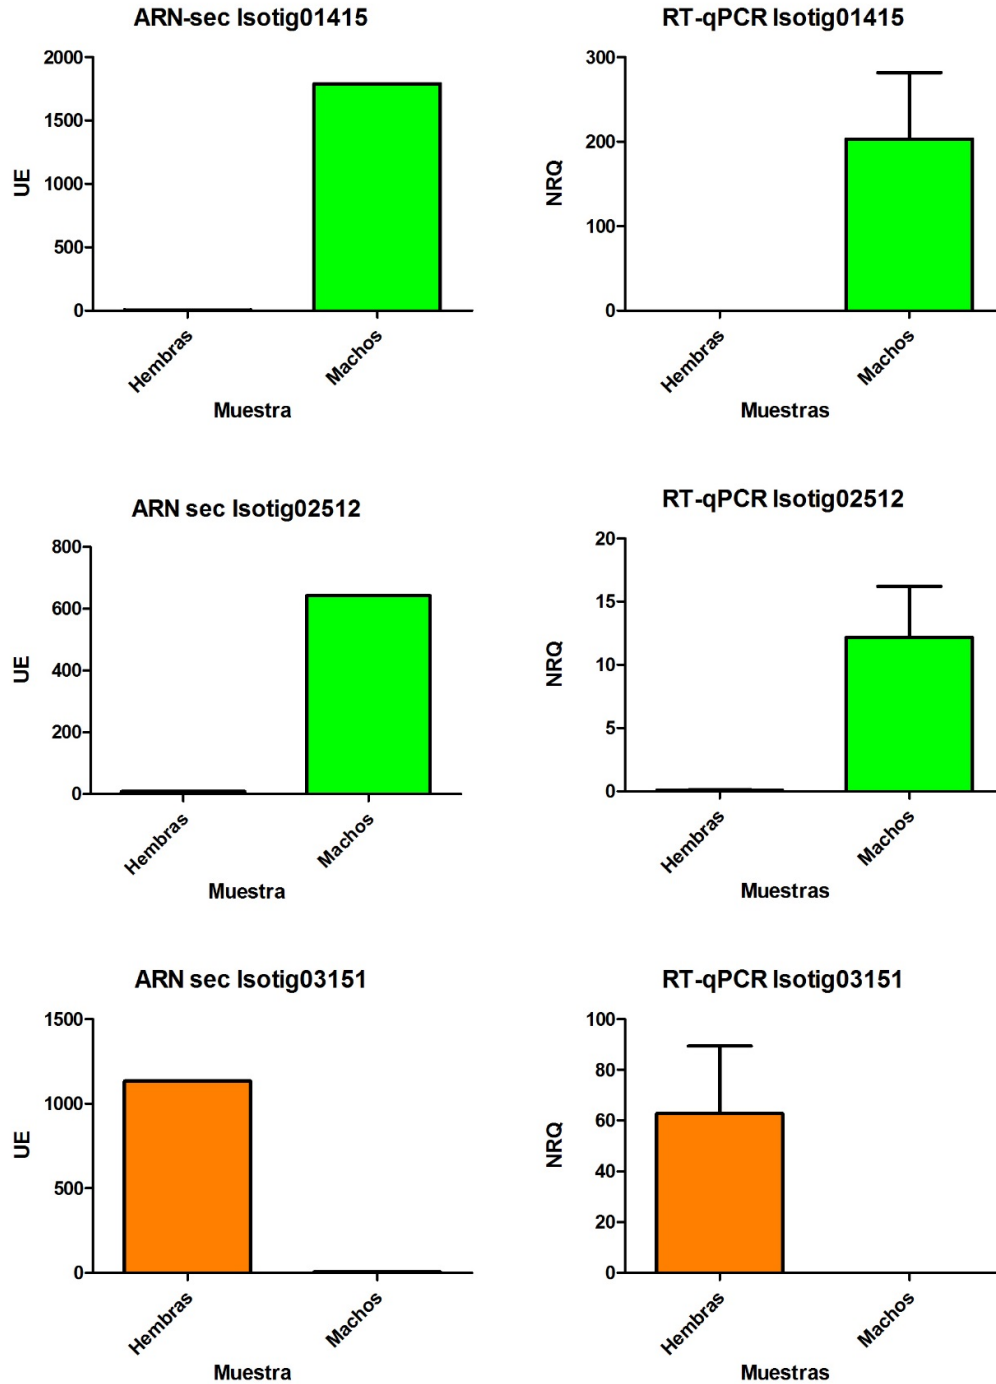 ARN-sec Isotig01415
2000
1500
1000
500
0
UE
Hembras
Machos
Muestra
RT-qPCR Isotig01415
300
200
100
0
NRQ
Hembras
Machos
Muestras
ARN sec Isotig02512
800
600
400
200
0
UE
Hembras
Machos
Muestra
RT-qPCR Isotig02512
20
15
10
5
0
NRQ
Hembras
Machos
Muestras
ARN sec Isotig03151
1500
1000
500
0
UE
Hembras
Machos
Muestra
RT-qPCR Isotig03151
100
80
60
40
20
0
NRQ
Hembras
Machos
Muestras